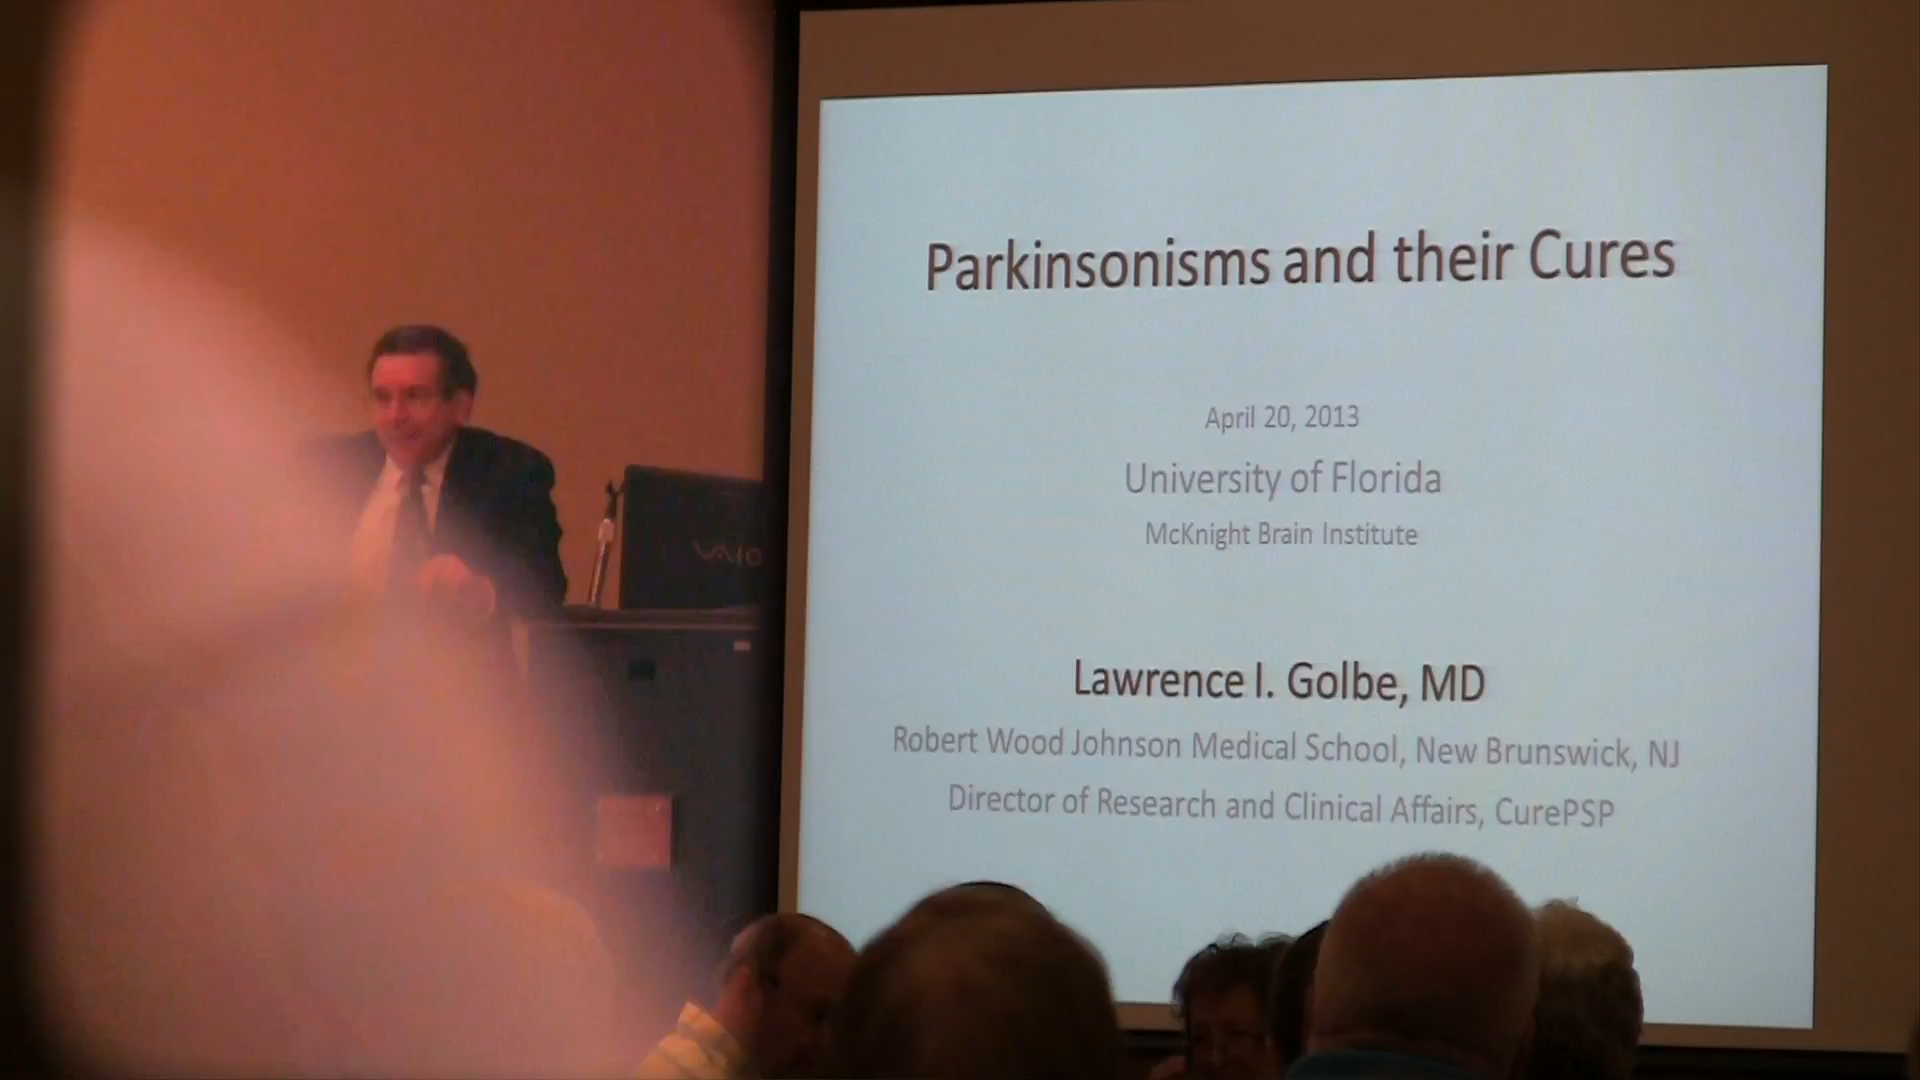 Parkinsonisms and their Cures
April 20, 2013
University of Florida
McKnight Brain Institute
Lawrence I. Golbe, MD
Robert Wood Johnson Medical School, New Brunswick, NJ
Director of Research and Clinical Affairs, CurePSP
VAIO